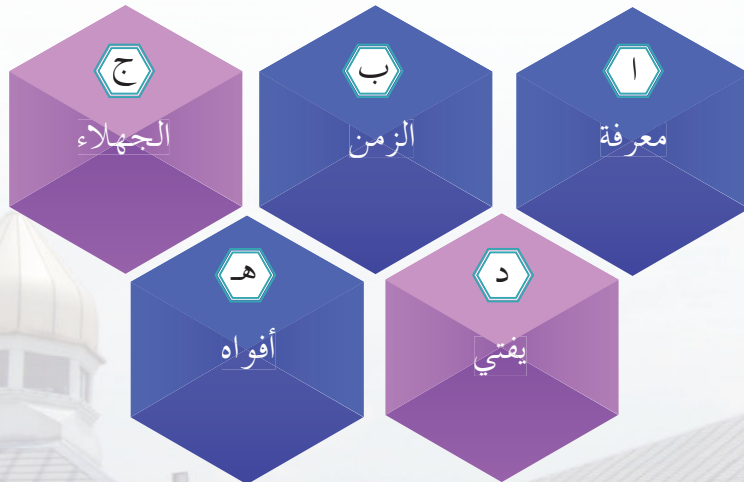 ا
معرفة
ب
الزمن
ج
الجهلاء
د
يفتي
هـ
أفواه